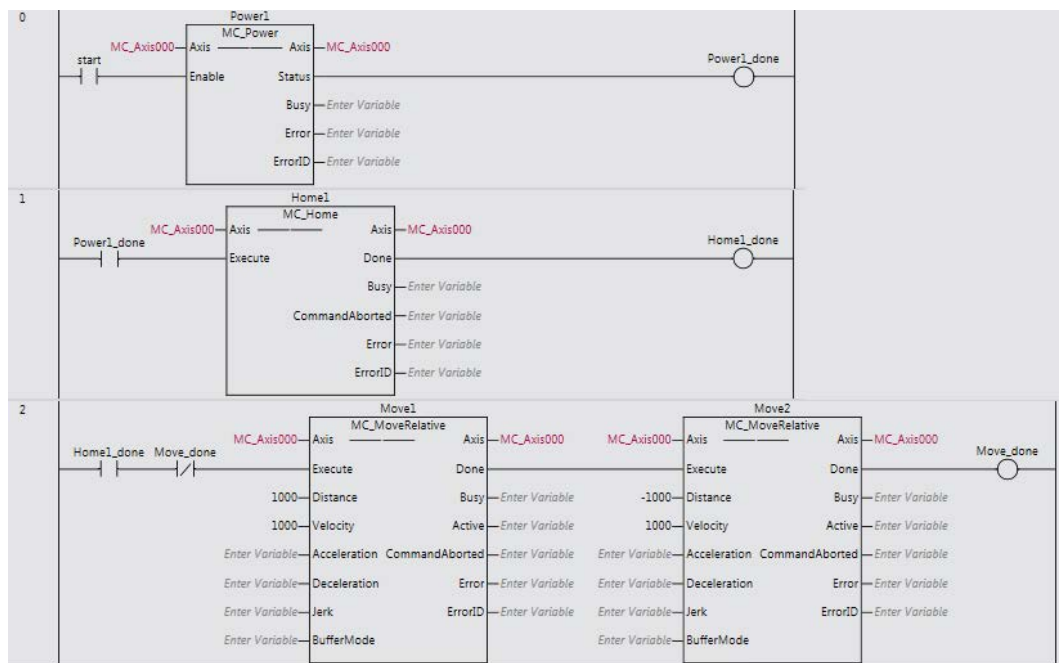 0
Power1
MC_Power
MC_Axis000 Axis Axis MC_Axis000
start Power1_done
Enable Status
Busy Enter Variable
Error Enter Variable
ErrorID Enter Variable
1
Home1
MC_Home
MC_Axis000 Axis Axis MC_Axis000
Power1_done Home1_done
Execute Done
Busy Enter Variable
CommandAborted Enter Variable
Error Enter Variable
ErrorID Enter Variable
2
Move1 Move2
MC_MoveRelative MC_MoveRelative
MC_Axis000 Axis Axis MC_Axis000 MC_Axis000 Axis Axis MC_Axis000
Home1_done Move_done Move_done
Execute Done Execute Done
1000 Distance Busy Enter Variable -1000 Distance Busy Enter Variable
1000 Velocity Active Enter Variable 1000 Velocity Active Enter Variable
Enter Variable Acceleration CommandAborted Enter Variable Enter Variable Acceleration CommandAborted Enter Variable
Enter Variable Deceleration Error Enter Variable Enter Variable Deceleration Error Enter Variable
Enter Variable Jerk ErrorID Enter Variable Enter Variable Jerk ErrorID Enter Variable
Enter Variable BufferMode Enter Variable BufferMode